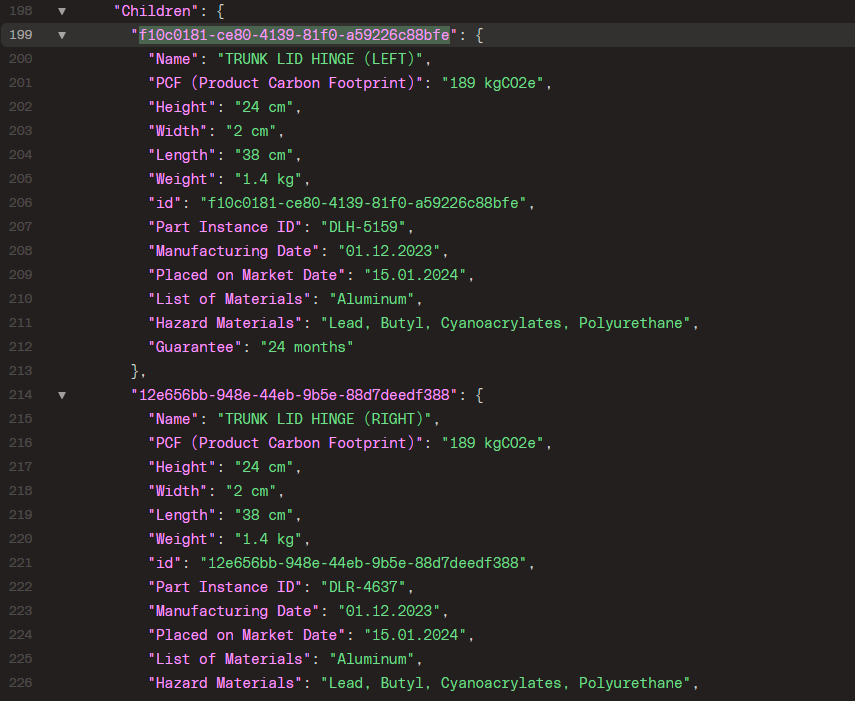 198 ▼ "Children": {
199 ▼ "f10c0181-ce80-4139-81f0-a59226c88bfe": {
200 "Name": "TRUNK LID HINGE (LEFT)",
201 "PCF (Product Carbon Footprint)": "189 kgCO2e",
202 "Height": "24 cm",
203 "Width": "2 cm",
204 "Length": "38 cm",
205 "Weight": "1.4 kg",
206 "id": "f10c0181-ce80-4139-81f0-a59226c88bfe",
207 "Part Instance ID": "DLH-5159",
208 "Manufacturing Date": "01.12.2023",
209 "Placed on Market Date": "15.01.2024",
210 "List of Materials": "Aluminum",
211 "Hazard Materials": "Lead, Butyl, Cyanoacrylates, Polyurethane",
212 "Guarantee": "24 months"
213 },
214 ▼ "12e656bb-948e-44eb-9b5e-88d7deedf388": {
215 "Name": "TRUNK LID HINGE (RIGHT)",
216 "PCF (Product Carbon Footprint)": "189 kgCO2e",
217 "Height": "24 cm",
218 "Width": "2 cm",
219 "Length": "38 cm",
220 "Weight": "1.4 kg",
221 "id": "12e656bb-948e-44eb-9b5e-88d7deedf388",
222 "Part Instance ID": "DLR-4637",
223 "Manufacturing Date": "01.12.2023",
224 "Placed on Market Date": "15.01.2024",
225 "List of Materials": "Aluminum",
226 "Hazard Materials": "Lead, Butyl, Cyanoacrylates, Polyurethane",